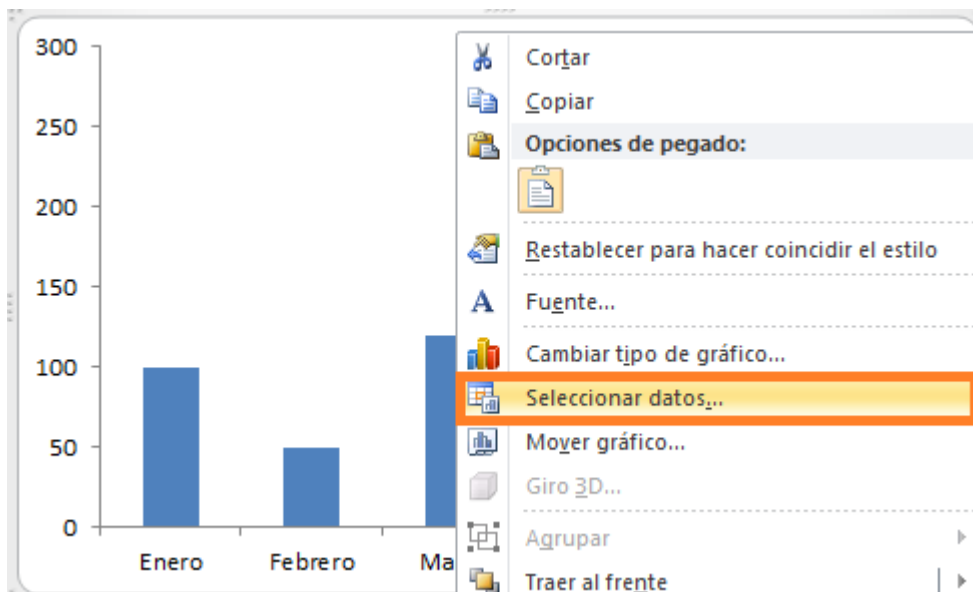 300
250
200
150
100
50
0
Enero Febrero Ma
Cortar
Copiar
Opciones de pegado:
Restablecer para hacer coincidir el estilo
Fuente...
Cambiar tipo de gráfico...
Seleccionar datos...
Mover gráfico...
Giro 3D...
Agrupar
Traer al frente